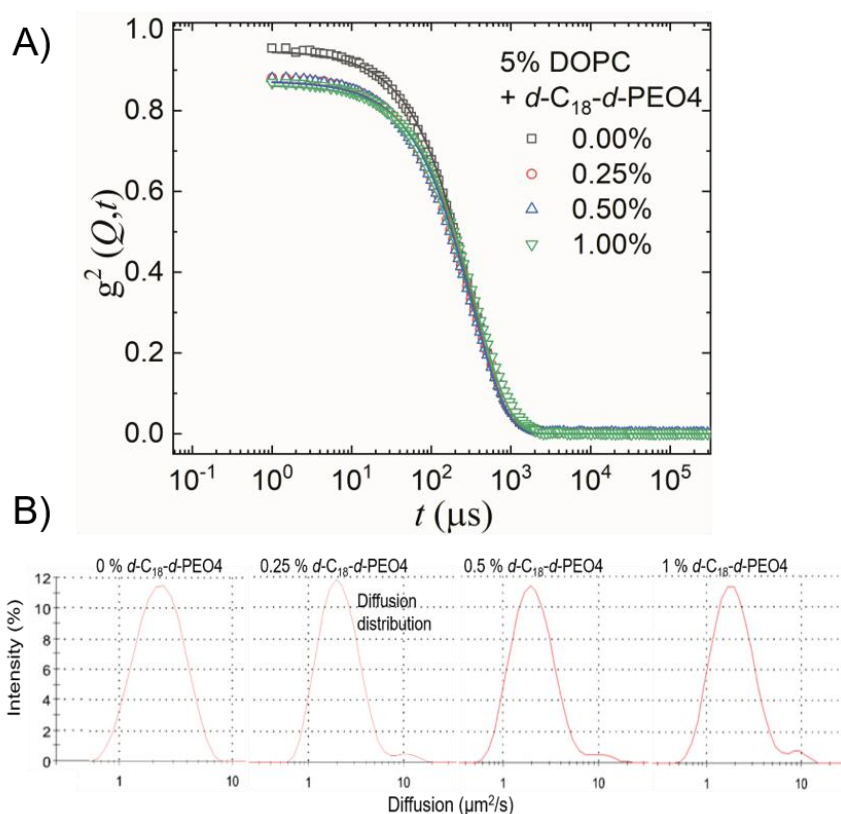 A)
g² (Q,t)
1.0
0.8
0.6
0.4
0.2
0.0
5% DOPC
+ d-C₁₈-d-PEO4
0.00%
0.25%
0.50%
1.00%
10⁻¹ 10⁰ 10¹ 10² 10³ 10⁴ 10⁵
t (μs)
B)
0 % d-C₁₈-d-PEO4 0.25 % d-C₁₈-d-PEO4 0.5 % d-C₁₈-d-PEO4 1 % d-C₁₈-d-PEO4
Intensity (%)
12
10
8
6
4
2
0
Diffusion
distribution
1 10 1 10 1 10 1 10
Diffusion (μm²/s)